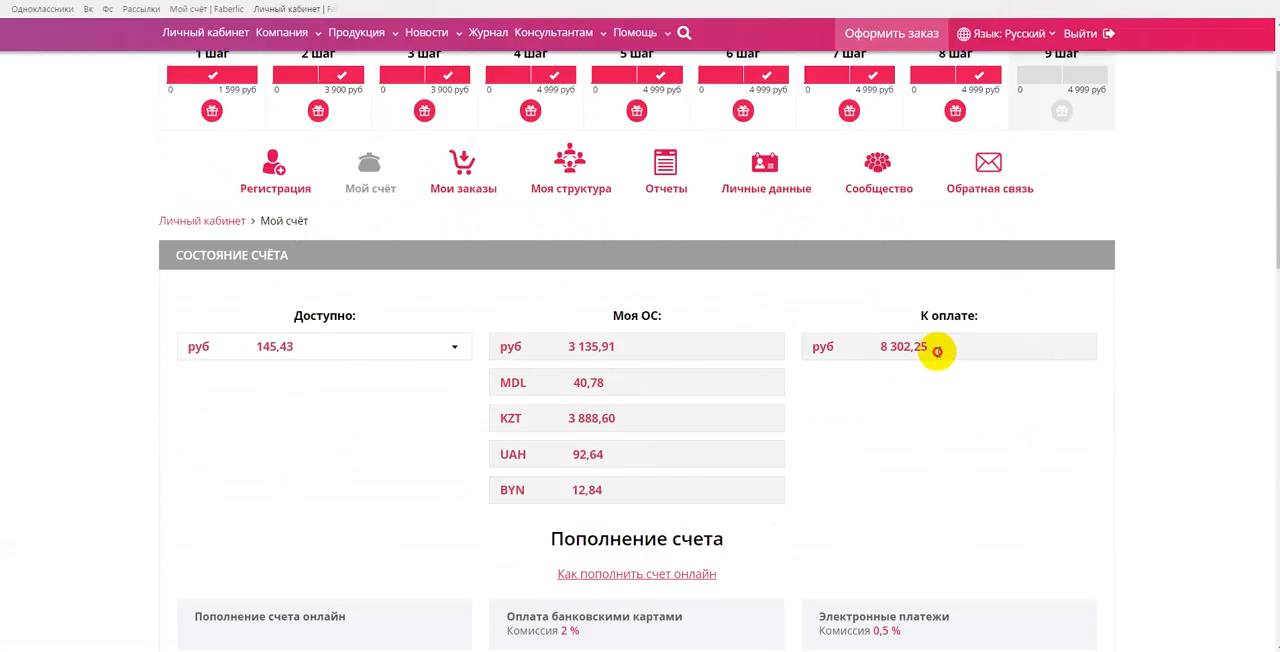 Одноклассники Вк Фс Рассылки Мой счёт | Faberlic Личный кабинет | Fa
Личный кабинет Компания Продукция Новости Журнал Консультантам Помощь Оформить заказ Язык: Русский Выйти
1 шаг 2 шаг 3 шаг 4 шаг 5 шаг 6 шаг 7 шаг 8 шаг 9 шаг
0 1 599 руб 0 3 900 руб 0 3 900 руб 0 4 999 руб 0 4 999 руб 0 4 999 руб 0 4 999 руб 0 4 999 руб 0 4 999 руб
Регистрация Мой счёт Мои заказы Моя структура Отчеты Личные данные Сообщество Обратная связь
Личный кабинет > Мой счёт
СОСТОЯНИЕ СЧЁТА
Доступно: Моя ОС: К оплате:
руб 145,43 руб 3 135,91 руб 8 302,25
MDL 40,78
KZT 3 888,60
UAH 92,64
BYN 12,84
Пополнение счета
Как пополнить счет онлайн
Пополнение счета онлайн Оплата банковскими картами Электронные платежи
Комиссия 2 % Комиссия 0,5 %